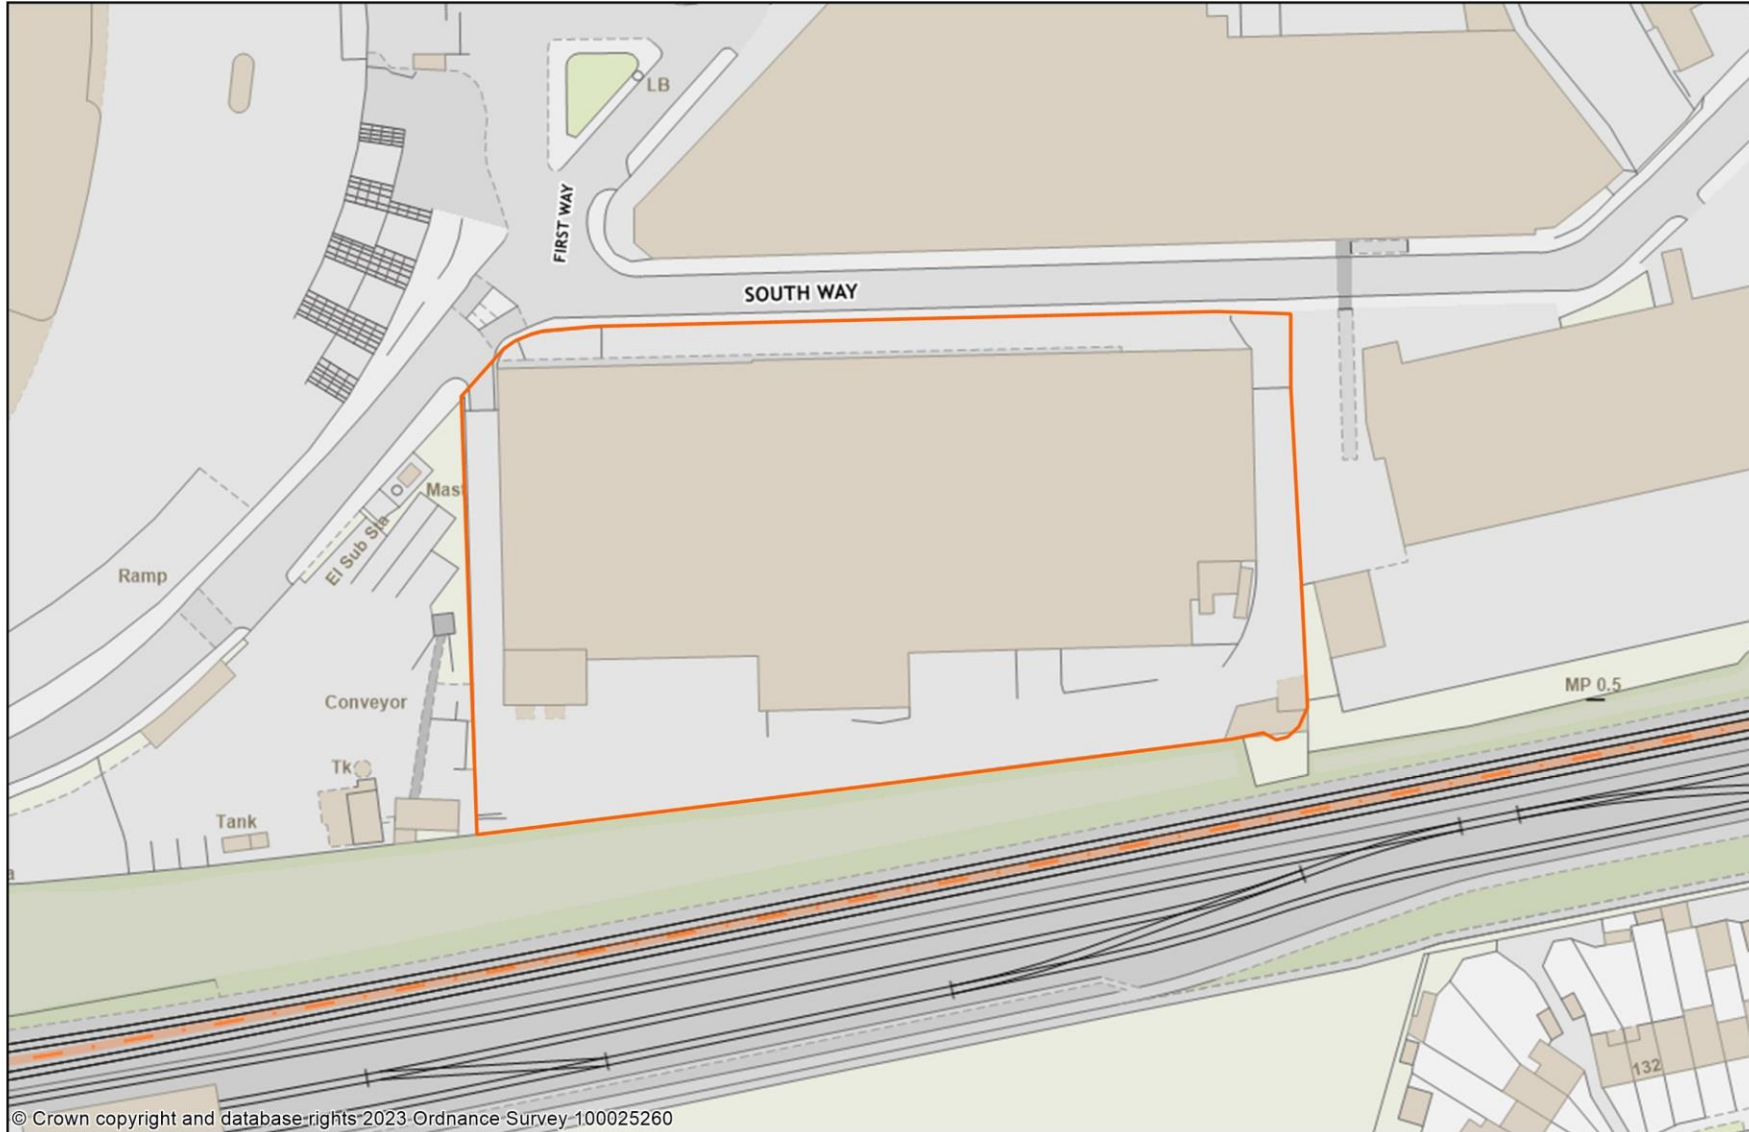 LB
FIRST WAY
SOUTH WAY
Mast
El Sub Sta
Ramp
Conveyor
MP 0.5
Tk
Tank
a
132
© Crown copyright and database rights 2023 Ordnance Survey 100025260